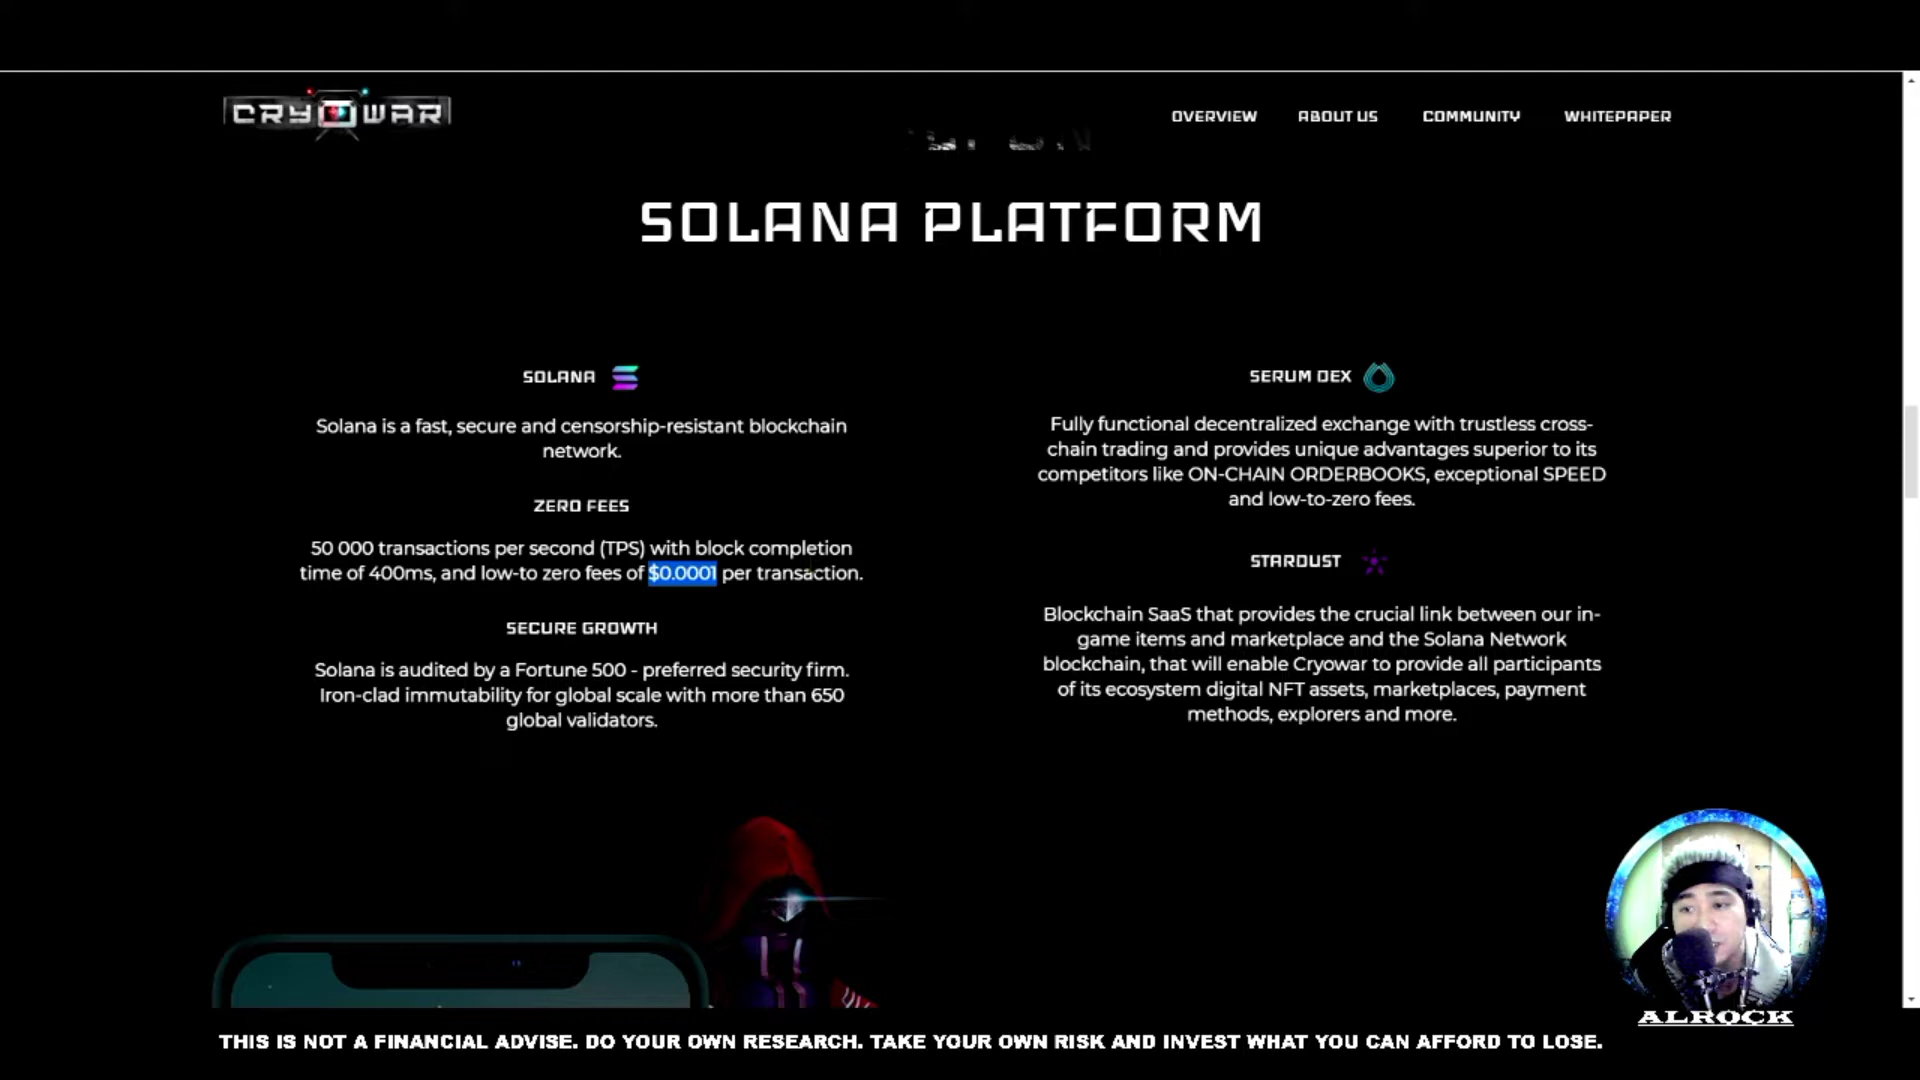 CRYOWAR
OVERVIEW
ABOUT US
COMMUNITY
WHITEPAPER
SOLANA PLATFORM
SOLANA
Solana is a fast, secure and censorship-resistant blockchain
network.
ZERO FEES
50 000 transactions per second (TPS) with block completion
time of 400ms, and low-to zero fees of $0.0001 per transaction.
SECURE GROWTH
Solana is audited by a Fortune 500 - preferred security firm.
Iron-clad immutability for global scale with more than 650
global validators.
SERUM DEX
Fully functional decentralized exchange with trustless cross-
chain trading and provides unique advantages superior to its
competitors like ON-CHAIN ORDERBOOKS, exceptional SPEED
and low-to-zero fees.
STARDUST
Blockchain SaaS that provides the crucial link between our in-
game items and marketplace and the Solana Network
blockchain, that will enable Cryowar to provide all participants
of its ecosystem digital NFT assets, marketplaces, payment
methods, explorers and more.
ALROCK
THIS IS NOT A FINANCIAL ADVISE. DO YOUR OWN RESEARCH. TAKE YOUR OWN RISK AND INVEST WHAT YOU CAN AFFORD TO LOSE.